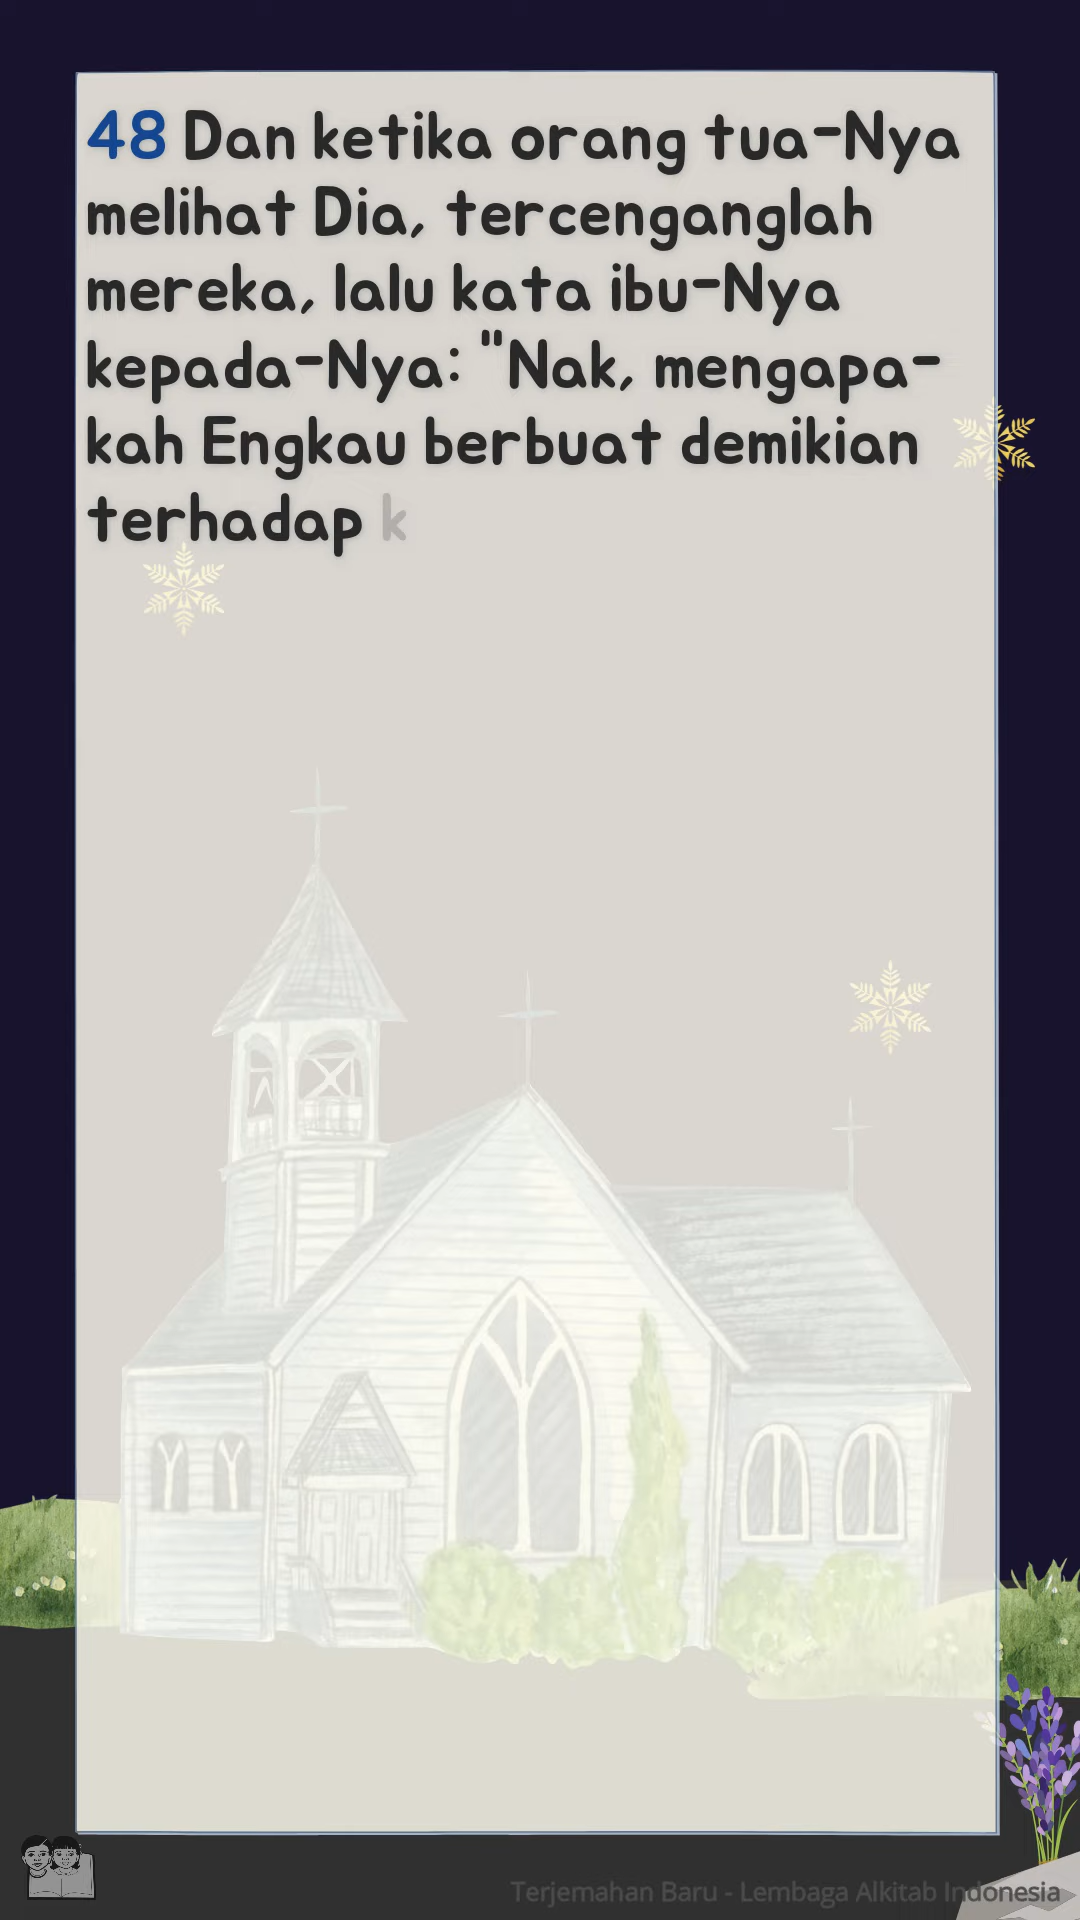 48 Dan ketika orang tua-Nya
melihat Dia, tercenganglah
mereka, lalu kata ibu-Nya
kepada-Nya: "Nak, mengapa-
kah Engkau berbuat demikian
terhadap k
Terjemahan Baru - Lembaga Alkitab Indonesia